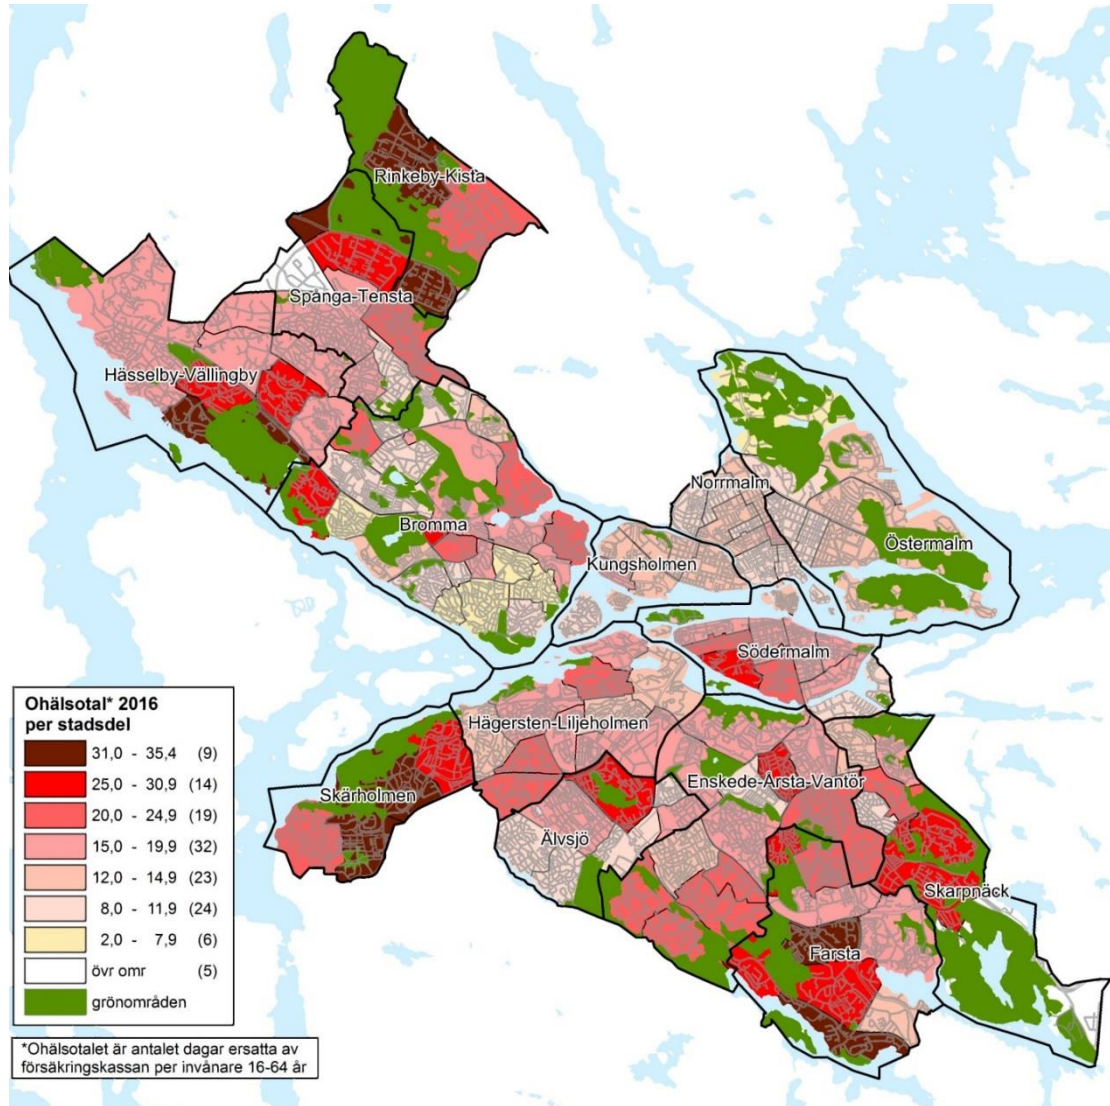 Rinkeby-Kista
Spånga-Tensta
Hässelby-Vällingby
Norrmalm
Bromma
Östermalm
Kungsholmen
Södermalm
Hägersten-Liljeholmen
Enskede-Årsta-Vantör
Skärholmen
Älvsjö
Skarpnäck
Farsta
Ohälsotal* 2016
per stadsdel
31,0 - 35,4 (9)
25,0 - 30,9 (14)
20,0 - 24,9 (19)
15,0 - 19,9 (32)
12,0 - 14,9 (23)
8,0 - 11,9 (24)
2,0 - 7,9 (6)
övr omr (5)
grönområden
*Ohälsotalet är antalet dagar ersatta av
försäkringskassan per invånare 16-64 år